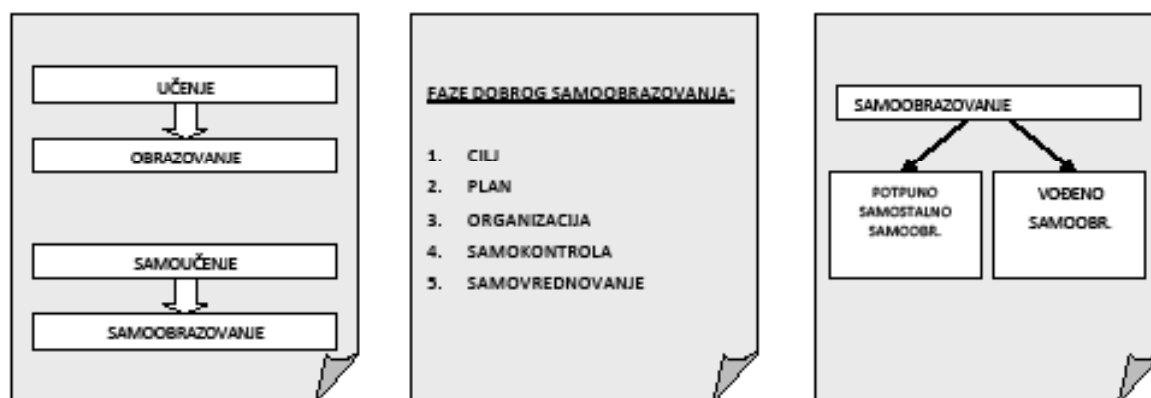 UČENJE
OBRAZOVANJE
SAMOUČENJE
SAMOOBRAZOVANJE
FAZE DOBROG SAMOOBRAZOVANJA:
1. CILJ
2. PLAN
3. ORGANIZACIJA
4. SAMOKONTROLA
5. SAMOVREDNOVANJE
SAMOOBRAZOVANJE
POTPUNO
SAMOSTALNO
SAMOOBR.
VOĐENO
SAMOOBR.